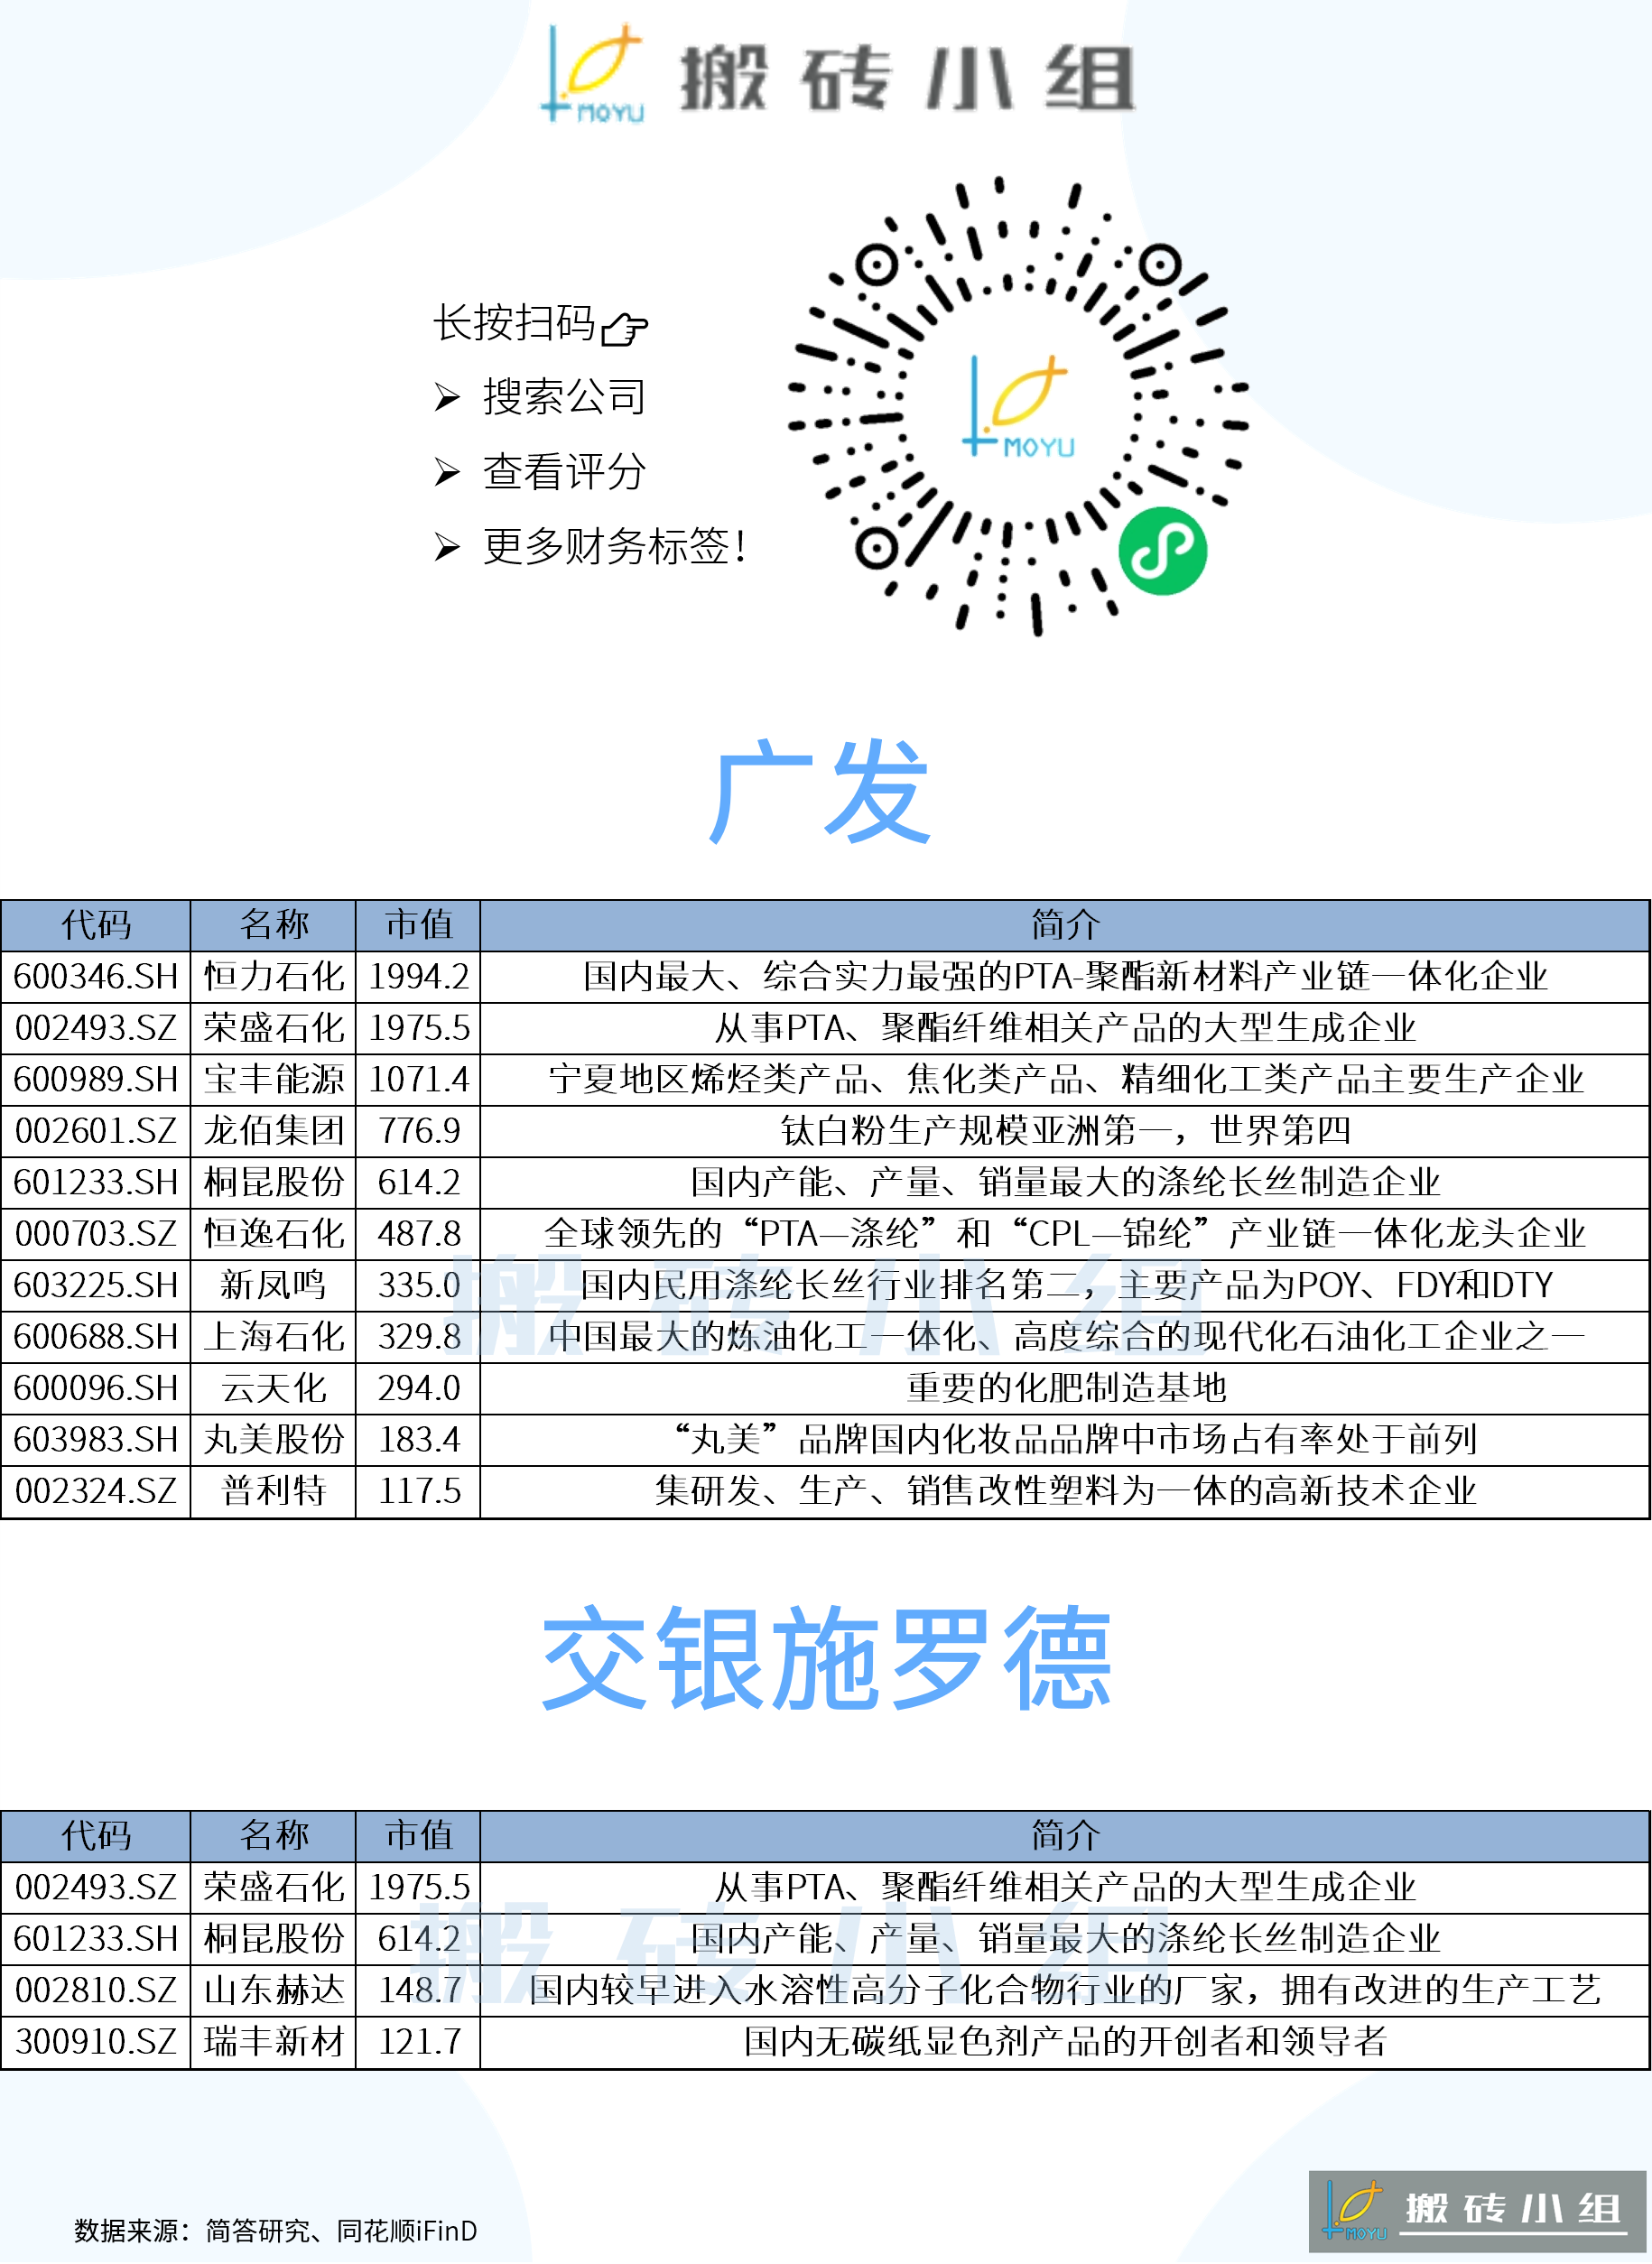 MOYU 搬砖小组
长按扫码
➢ 搜索公司
➢ 查看评分
➢ 更多财务标签!
MOYU
广发
代码 名称 市值 简介
600346.SH 恒力石化 1994.2 国内最大、综合实力最强的PTA-聚酯新材料产业链一体化企业
002493.SZ 荣盛石化 1975.5 从事PTA、聚酯纤维相关产品的大型生成企业
600989.SH 宝丰能源 1071.4 宁夏地区烯烃类产品、焦化类产品、精细化工类产品主要生产企业
002601.SZ 龙佰集团 776.9 钛白粉生产规模亚洲第一，世界第四
601233.SH 桐昆股份 614.2 国内产能、产量、销量最大的涤纶长丝制造企业
000703.SZ 恒逸石化 487.8 全球领先的“PTA—涤纶”和“CPL—锦纶”产业链一体化龙头企业
603225.SH 新凤鸣 335.0 国内民用涤纶长丝行业排名第二，主要产品为POY、FDY和DTY
600688.SH 上海石化 329.8 中国最大的炼油化工一体化、高度综合的现代化石油化工企业之一
搬砖小组
600096.SH 云天化 294.0 重要的化肥制造基地
603983.SH 丸美股份 183.4 “丸美”品牌国内化妆品品牌中市场占有率处于前列
002324.SZ 普利特 117.5 集研发、生产、销售改性塑料为一体的高新技术企业
交银施罗德
代码 名称 市值 简介
002493.SZ 荣盛石化 1975.5 从事PTA、聚酯纤维相关产品的大型生成企业
601233.SH 桐昆股份 614.2 国内产能、产量、销量最大的涤纶长丝制造企业
搬砖小组
002810.SZ 山东赫达 148.7 国内较早进入水溶性高分子化合物行业的厂家，拥有改进的生产工艺
300910.SZ 瑞丰新材 121.7 国内无碳纸显色剂产品的开创者和领导者
数据来源：简答研究、同花顺iFinD
MOYU 搬砖小组